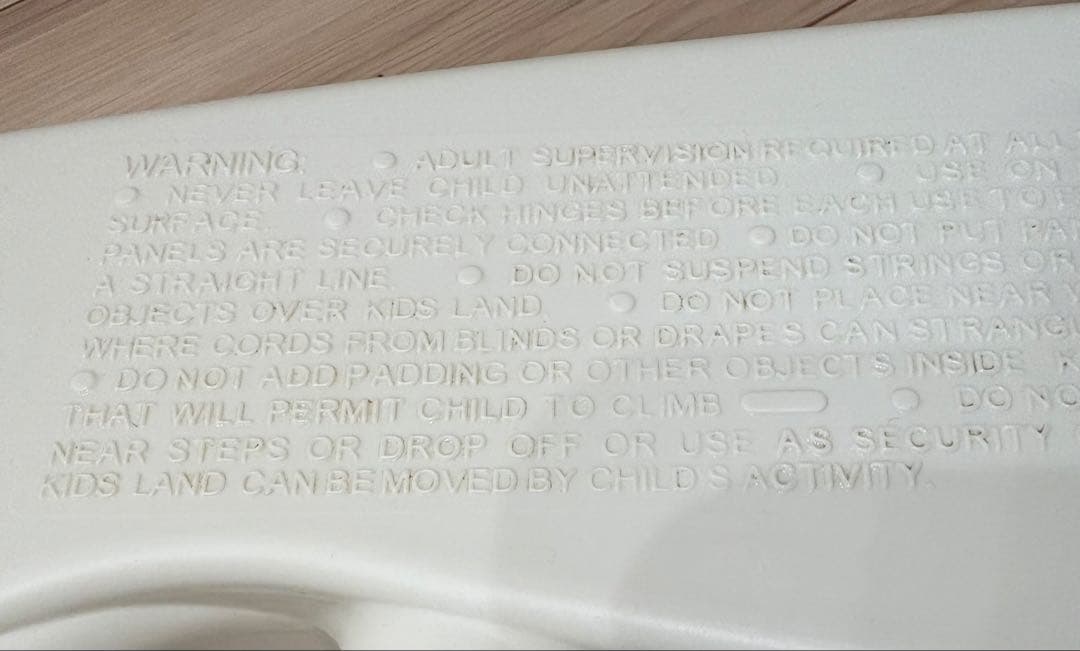 WARNING: ● ADULT SUPERVISION REQUIRED AT ALL
● NEVER LEAVE CHILD UNATTENDED. ● USE ON
SURFACE. ● CHECK HINGES BEFORE EACH USE TO
PANELS ARE SECURELY CONNECTED ● DO NOT PUT
A STRAIGHT LINE. ● DO NOT SUSPEND STRINGS OR
OBJECTS OVER KIDS LAND. ● DO NOT PLACE NEAR
WHERE CORDS FROM BLINDS OR DRAPES CAN
● DO NOT ADD PADDING OR OTHER OBJECTS INSIDE
THAT WILL PERMIT CHILD TO CLIMB ● DO
NEAR STEPS OR DROP OFF OR USE AS SECURITY
KIDS LAND CAN BE MOVED BY CHILD S ACTIVITY.